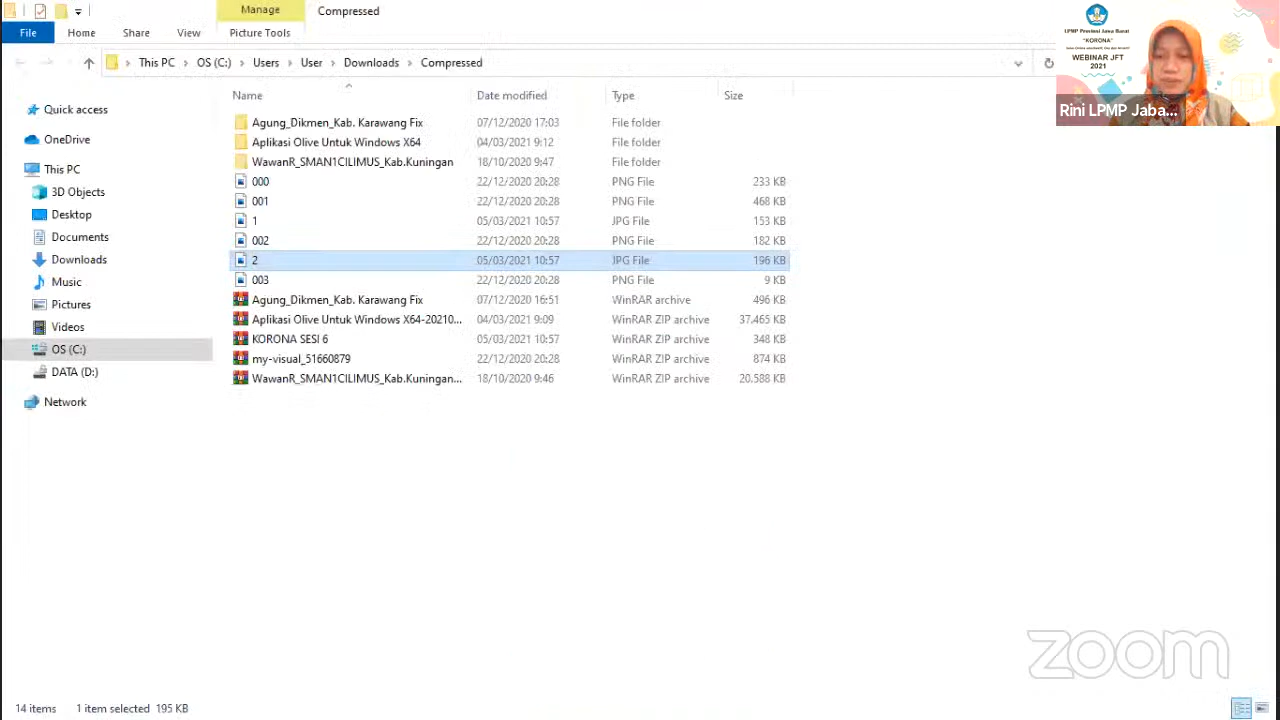 Manage Compressed
File Home Share View Picture Tools
This PC OS (C:) Users User Downloads Compressed
Name Date modified Type Size
Quick access
OneDrive
This PC
3D Objects
Desktop
Documents
Downloads
Music
Pictures
Videos
OS (C:)
DATA (D:)
Network
Agung_Dikmen_Kab. Karawang Fix 07/12/2020 17:03 File folder
Aplikasi Olive Untuk Windows X64 04/03/2021 9:12 File folder
WawanR_SMAN1CILIMUS_Kab.Kuningan 18/10/2020 9:47 File folder
000 22/12/2020 20:28 PNG File 233 KB
001 22/12/2020 20:28 PNG File 468 KB
1 05/03/2021 10:57 JPG File 153 KB
002 22/12/2020 20:28 PNG File 182 KB
2 05/03/2021 10:57 JPG File 196 KB
003 22/12/2020 20:28 PNG File 9 KB
Agung_Dikmen_Kab. Karawang Fix 07/12/2020 16:51 WinRAR archive 496 KB
Aplikasi Olive Untuk Windows X64-20210... 04/03/2021 9:09 WinRAR ZIP archive 37.465 KB
KORONA SESI 6 05/03/2021 10:57 WinRAR ZIP archive 348 KB
my-visual_51660879 22/12/2020 20:28 WinRAR ZIP archive 874 KB
WawanR_SMAN1CILIMUS_Kab.Kuningan... 18/10/2020 9:46 WinRAR ZIP archive 20.588 KB
14 items 1 item selected 195 KB
LPMP Provinsi Jawa Barat
"KORONA"
WEBINAR JFT
2021
Rini LPMP Jaba...
zoom